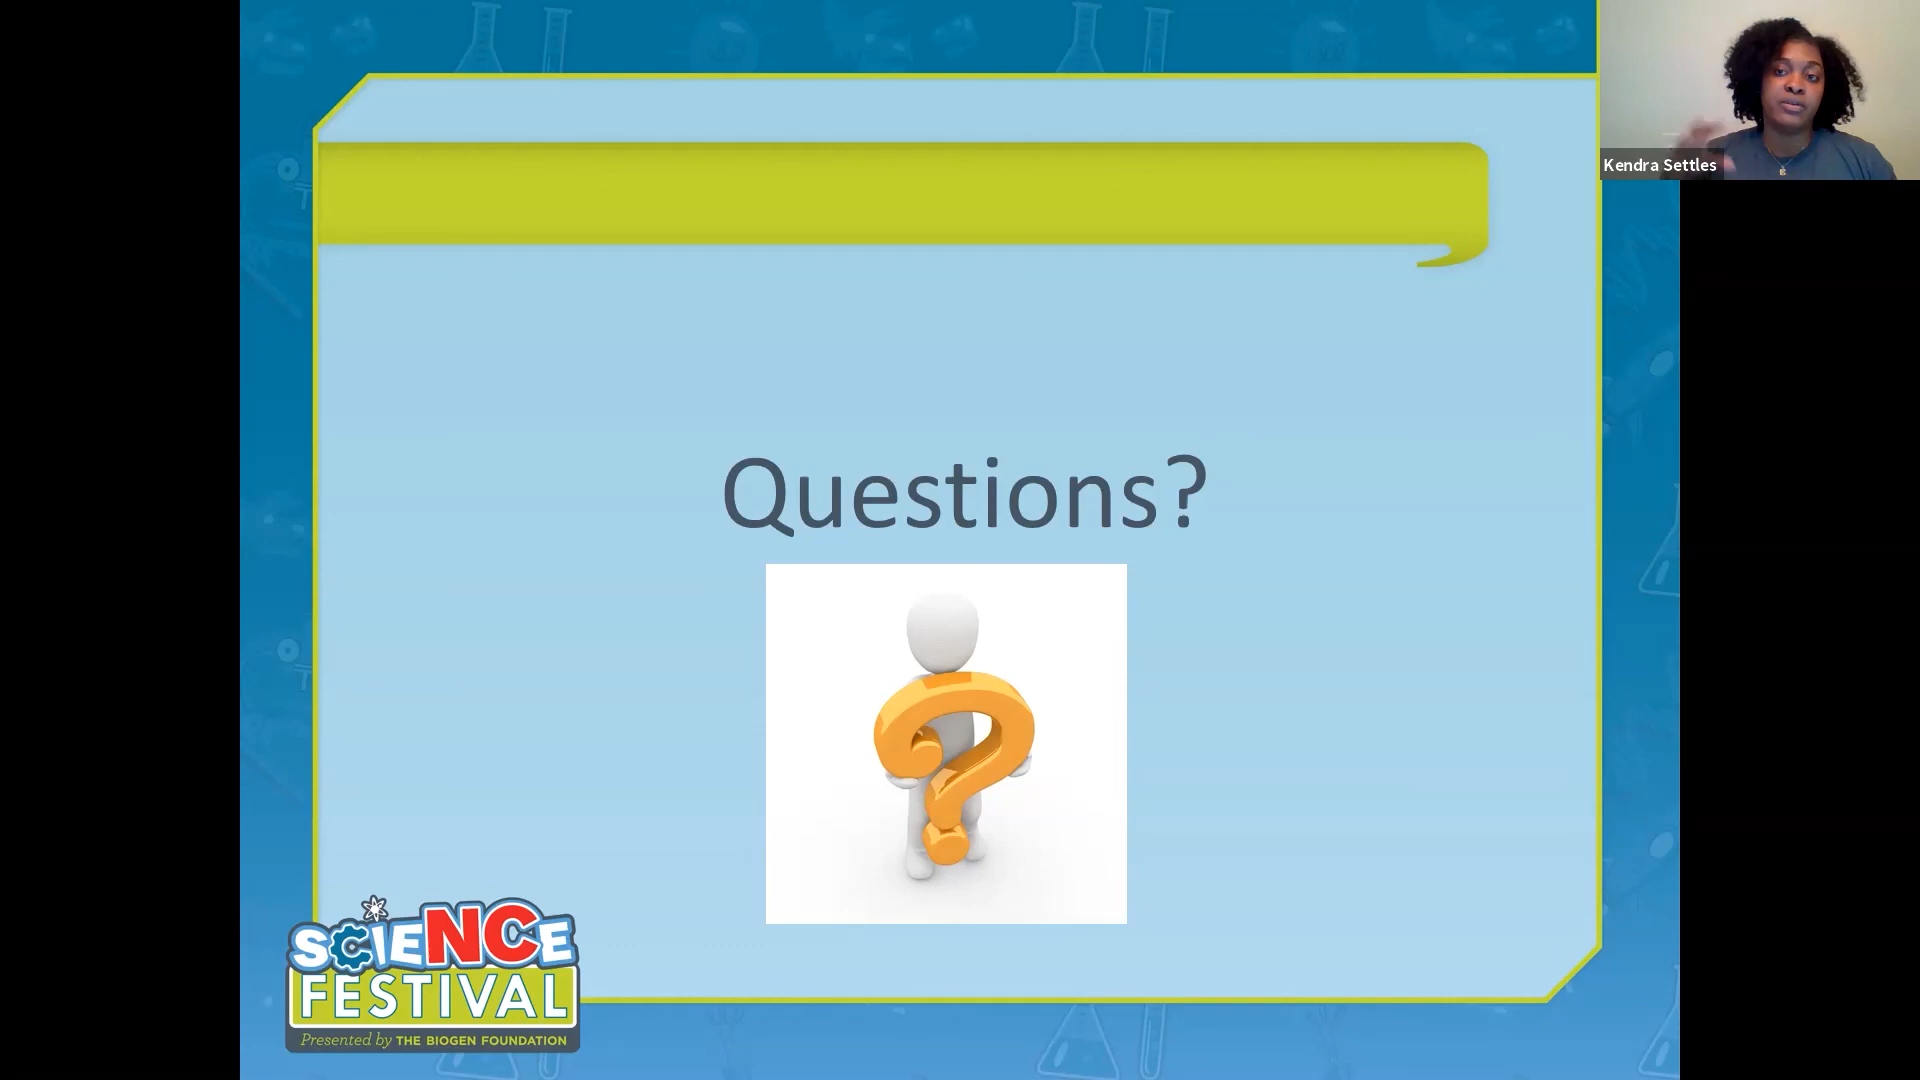 Kendra Settles
Questions?
SCIENCE
FESTIVAL
Presented by THE BIOGEN FOUNDATION